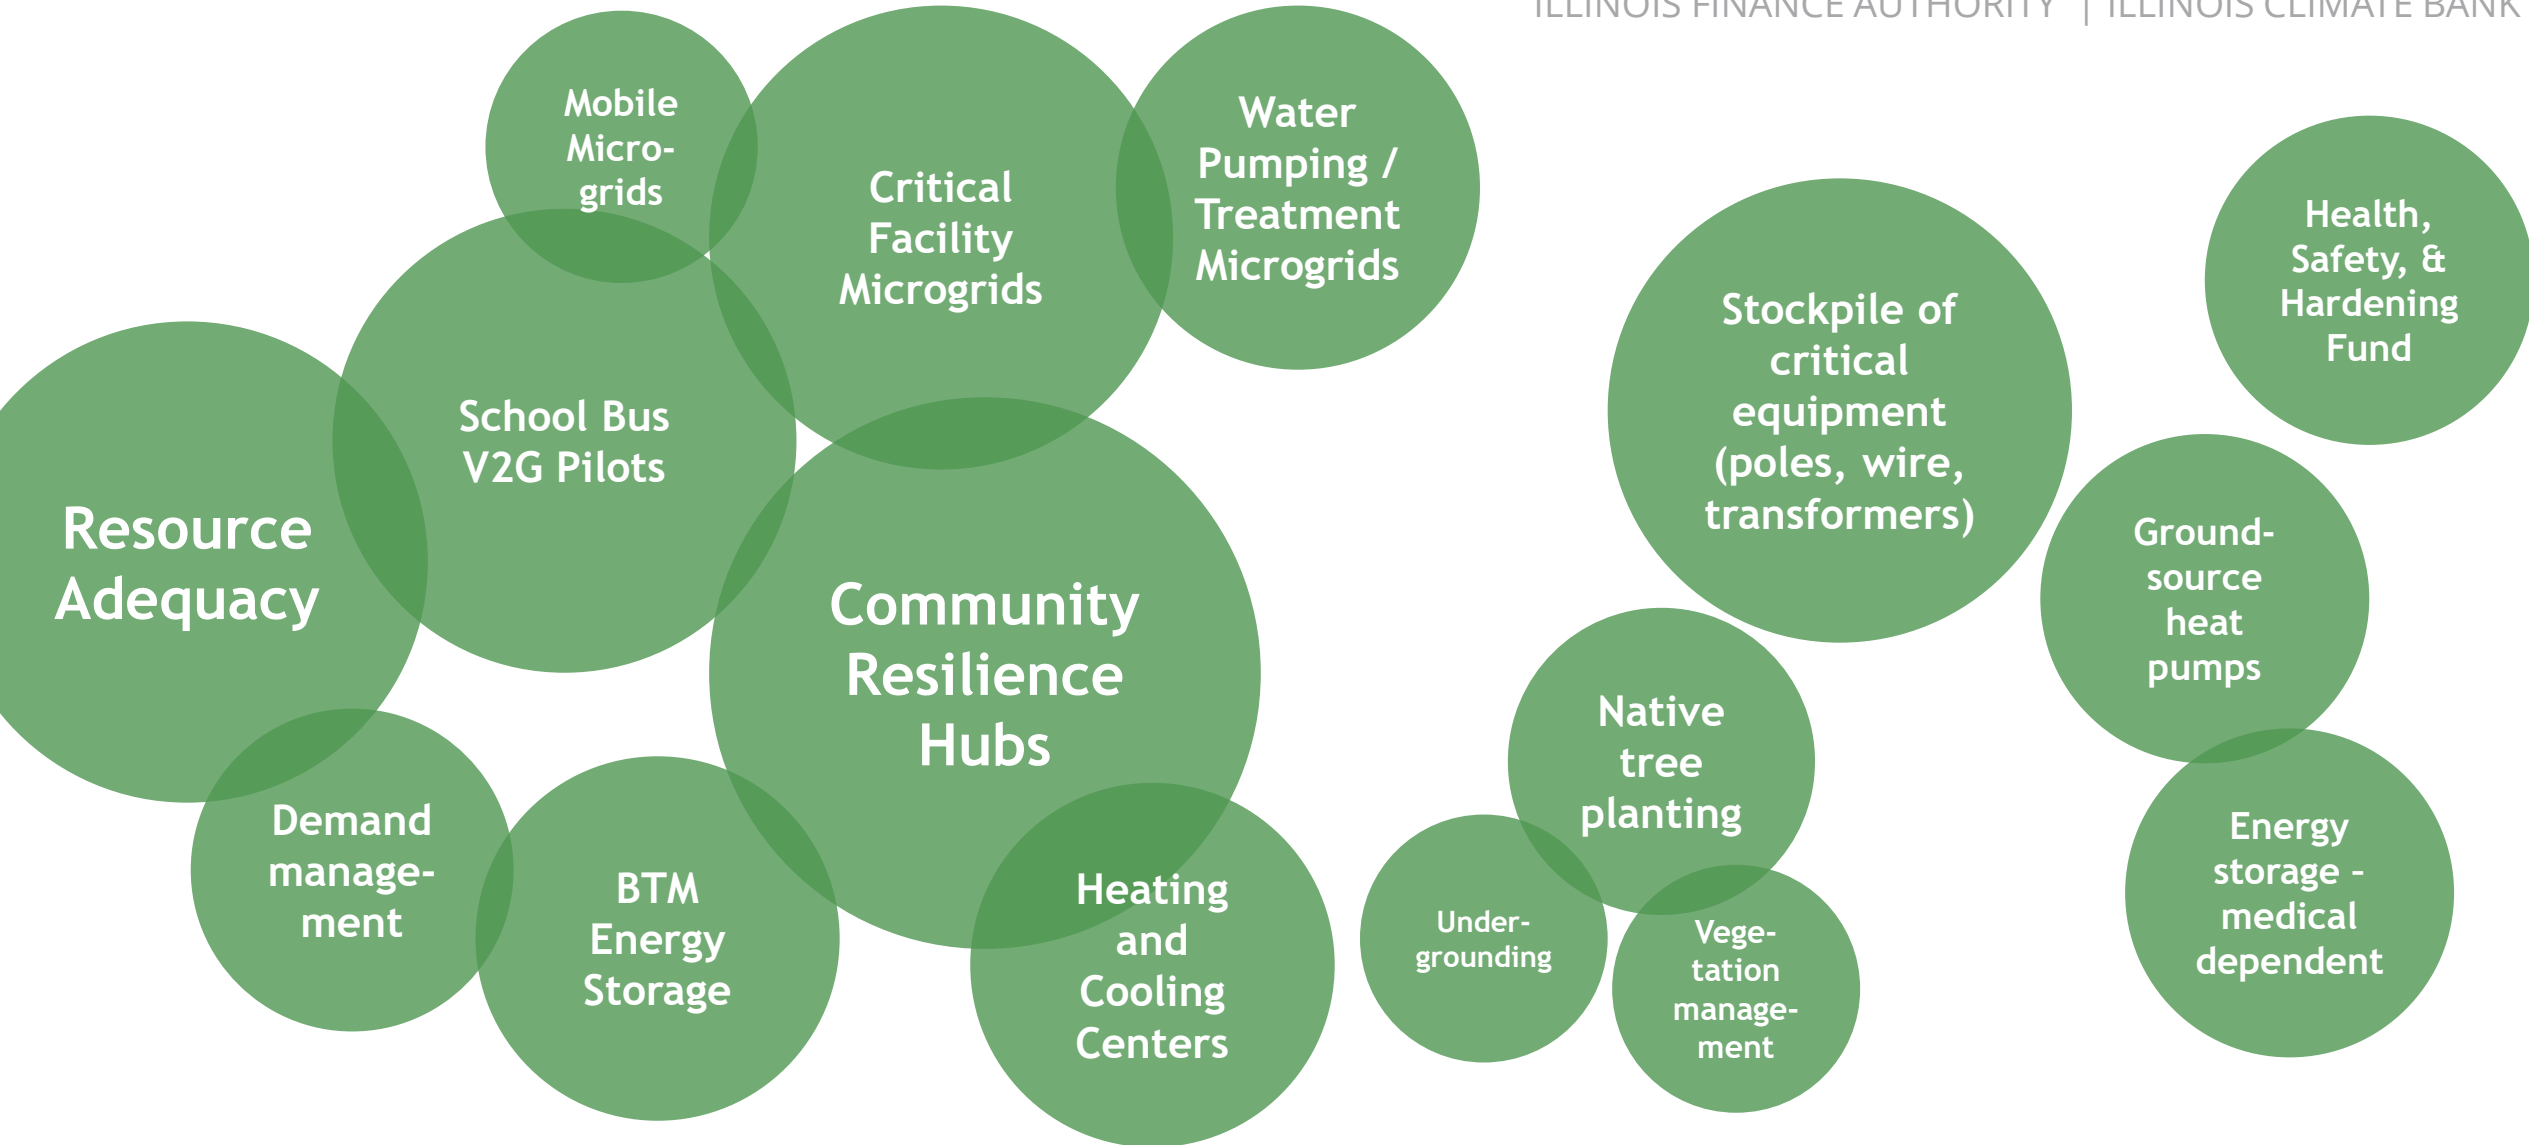 ILLINOIS FINANCE AUTHORITY | ILLINOIS CLIMATE BANK
Mobile
Micro-
grids
Critical
Facility
Microgrids
Water
Pumping /
Treatment
Microgrids
School Bus
V2G Pilots
Resource
Adequacy
Community
Resilience
Hubs
Demand
manage-
ment
BTM
Energy
Storage
Heating
and
Cooling
Centers
Stockpile of
critical
equipment
(poles, wire,
transformers)
Health,
Safety, &
Hardening
Fund
Ground-
source
heat
pumps
Native
tree
planting
Under-
grounding
Vege-
tation
manage-
ment
Energy
storage –
medical
dependent